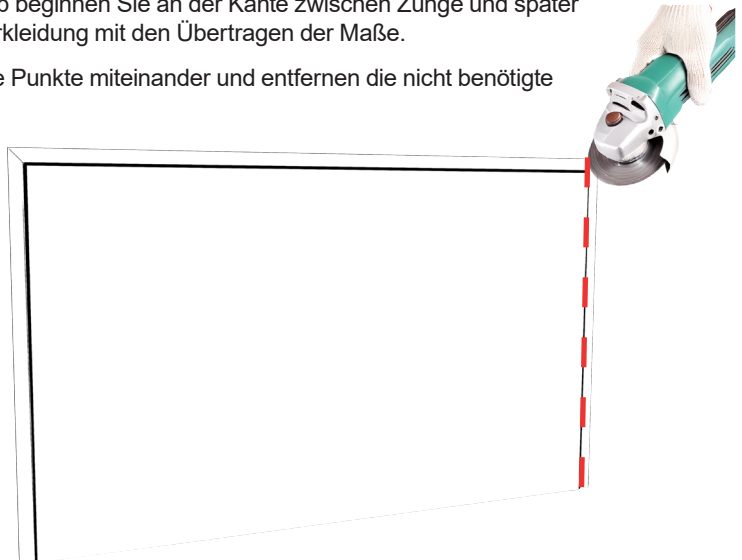 beginnen Sie an der Kante zwischen Zunge und später
rkleidung mit den Übertragen der Maße.
e Punkte miteinander und entfernen die nicht benötigte